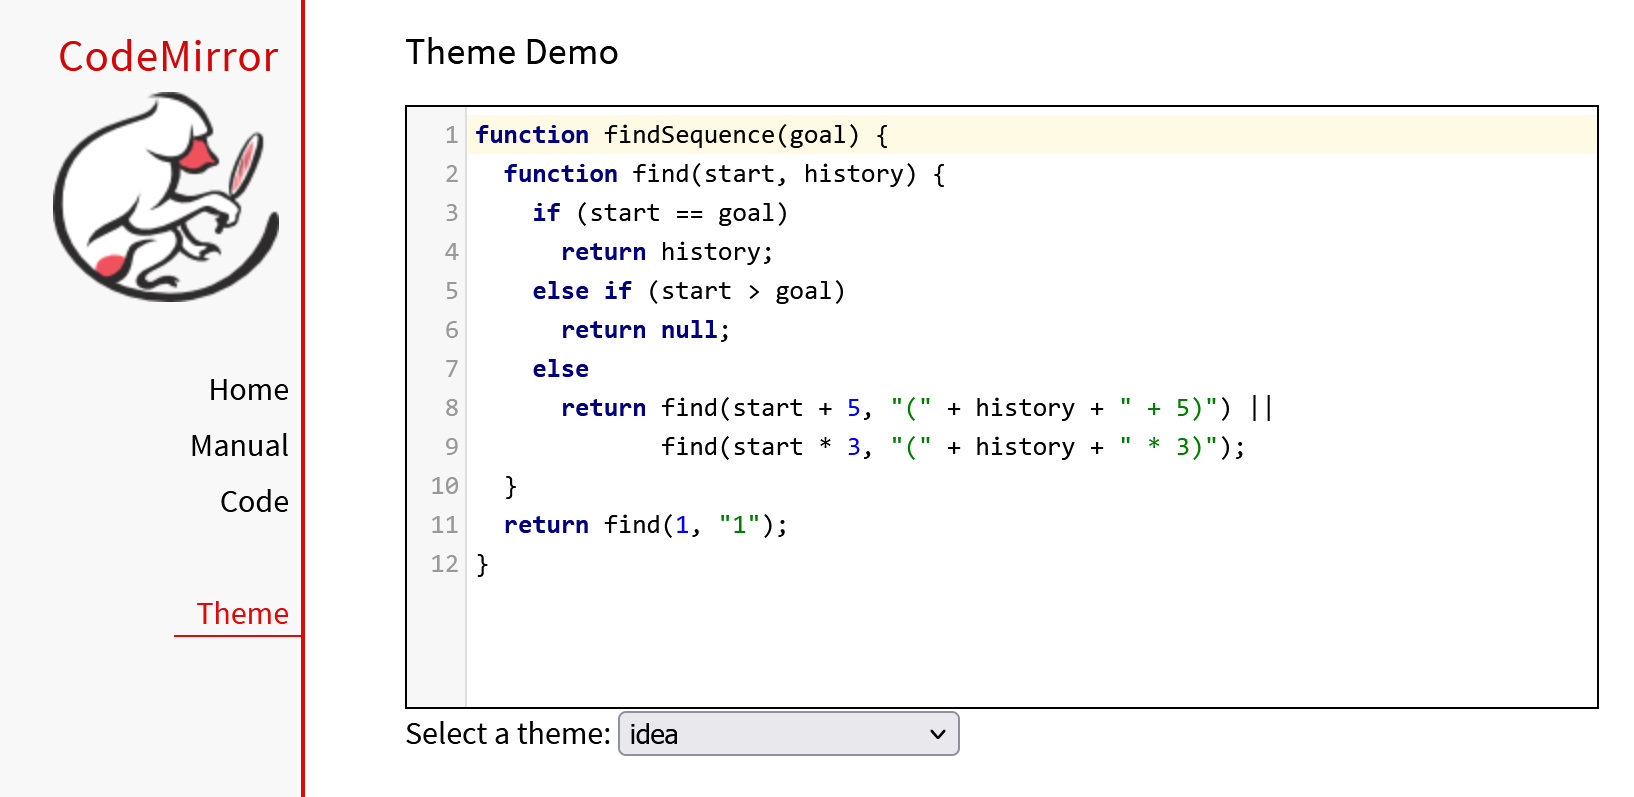 CodeMirror
Home
Manual
Code
Theme
Theme Demo
1 function findSequence(goal) {
2   function find(start, history) {
3     if (start == goal)
4       return history;
5     else if (start > goal)
6       return null;
7     else
8       return find(start + 5, "(" + history + " + 5)") ||
9              find(start * 3, "(" + history + " * 3)");
10   }
11   return find(1, "1");
12 }
Select a theme: idea